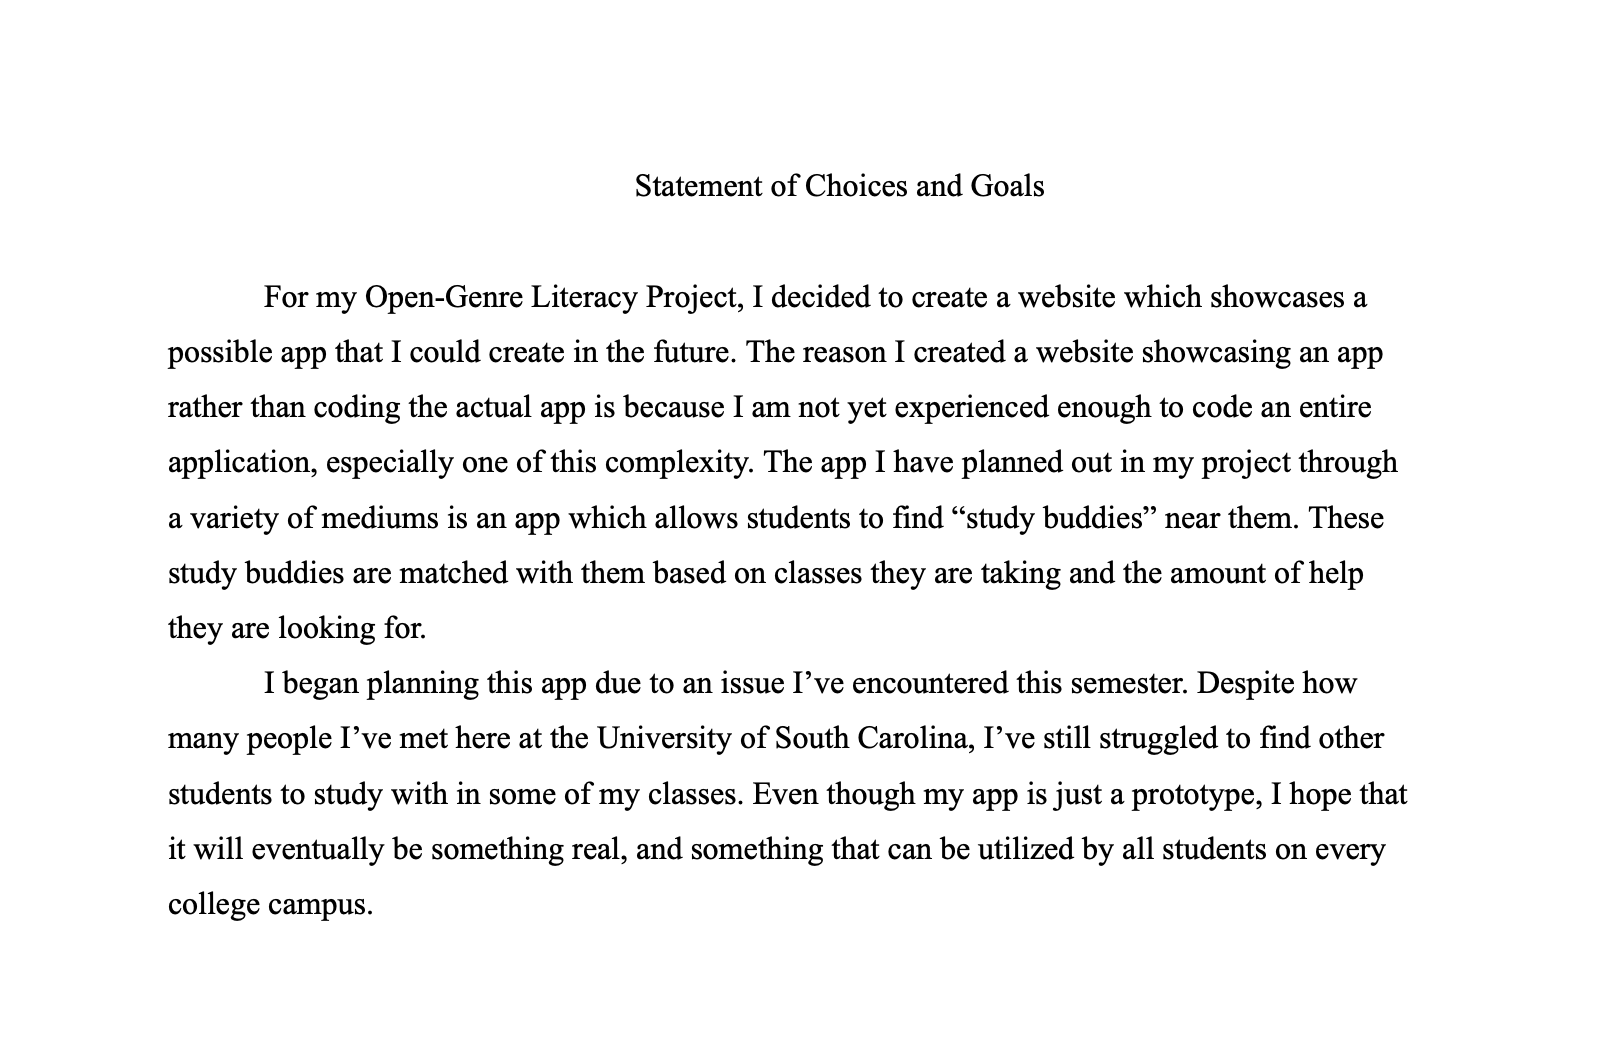 Statement of Choices and Goals
For my Open-Genre Literacy Project, I decided to create a website which showcases a
possible app that I could create in the future. The reason I created a website showcasing an app
rather than coding the actual app is because I am not yet experienced enough to code an entire
application, especially one of this complexity. The app I have planned out in my project through
a variety of mediums is an app which allows students to find “study buddies” near them. These
study buddies are matched with them based on classes they are taking and the amount of help
they are looking for.
I began planning this app due to an issue I’ve encountered this semester. Despite how
many people I’ve met here at the University of South Carolina, I’ve still struggled to find other
students to study with in some of my classes. Even though my app is just a prototype, I hope that
it will eventually be something real, and something that can be utilized by all students on every
college campus.